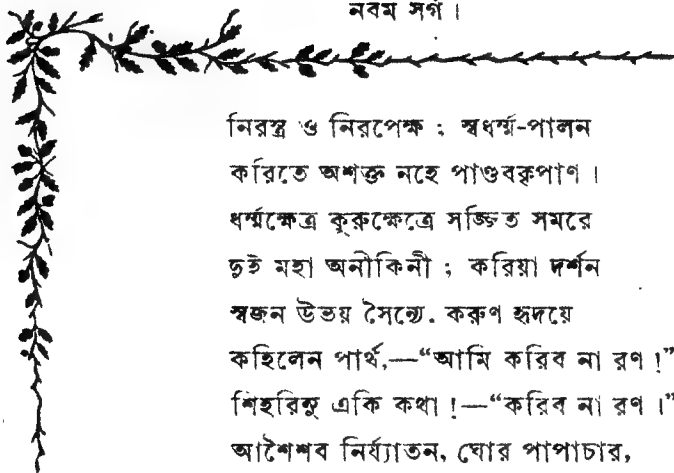 নবম সর্গ।
নিরস্ত্র ও নিরপেক্ষ ; স্বধর্ম্ম-পালন
করিতে অশক্ত নহে পাণ্ডবকৃপাণ।
ধর্ম্মক্ষেত্র কুরুক্ষেত্রে সজ্জিত সমরে
দুই মহা অনীকিনী ; করিয়া দর্শন
স্বজন উভয় সৈন্যে. করুণ হৃদয়ে
কহিলেন পার্থ,—“আমি করিব না রণ !”
শিহরিনু একি কথা !—“করিব না রণ।”
আশৈশব নির্য্যাতন, ঘোর পাপাচার,